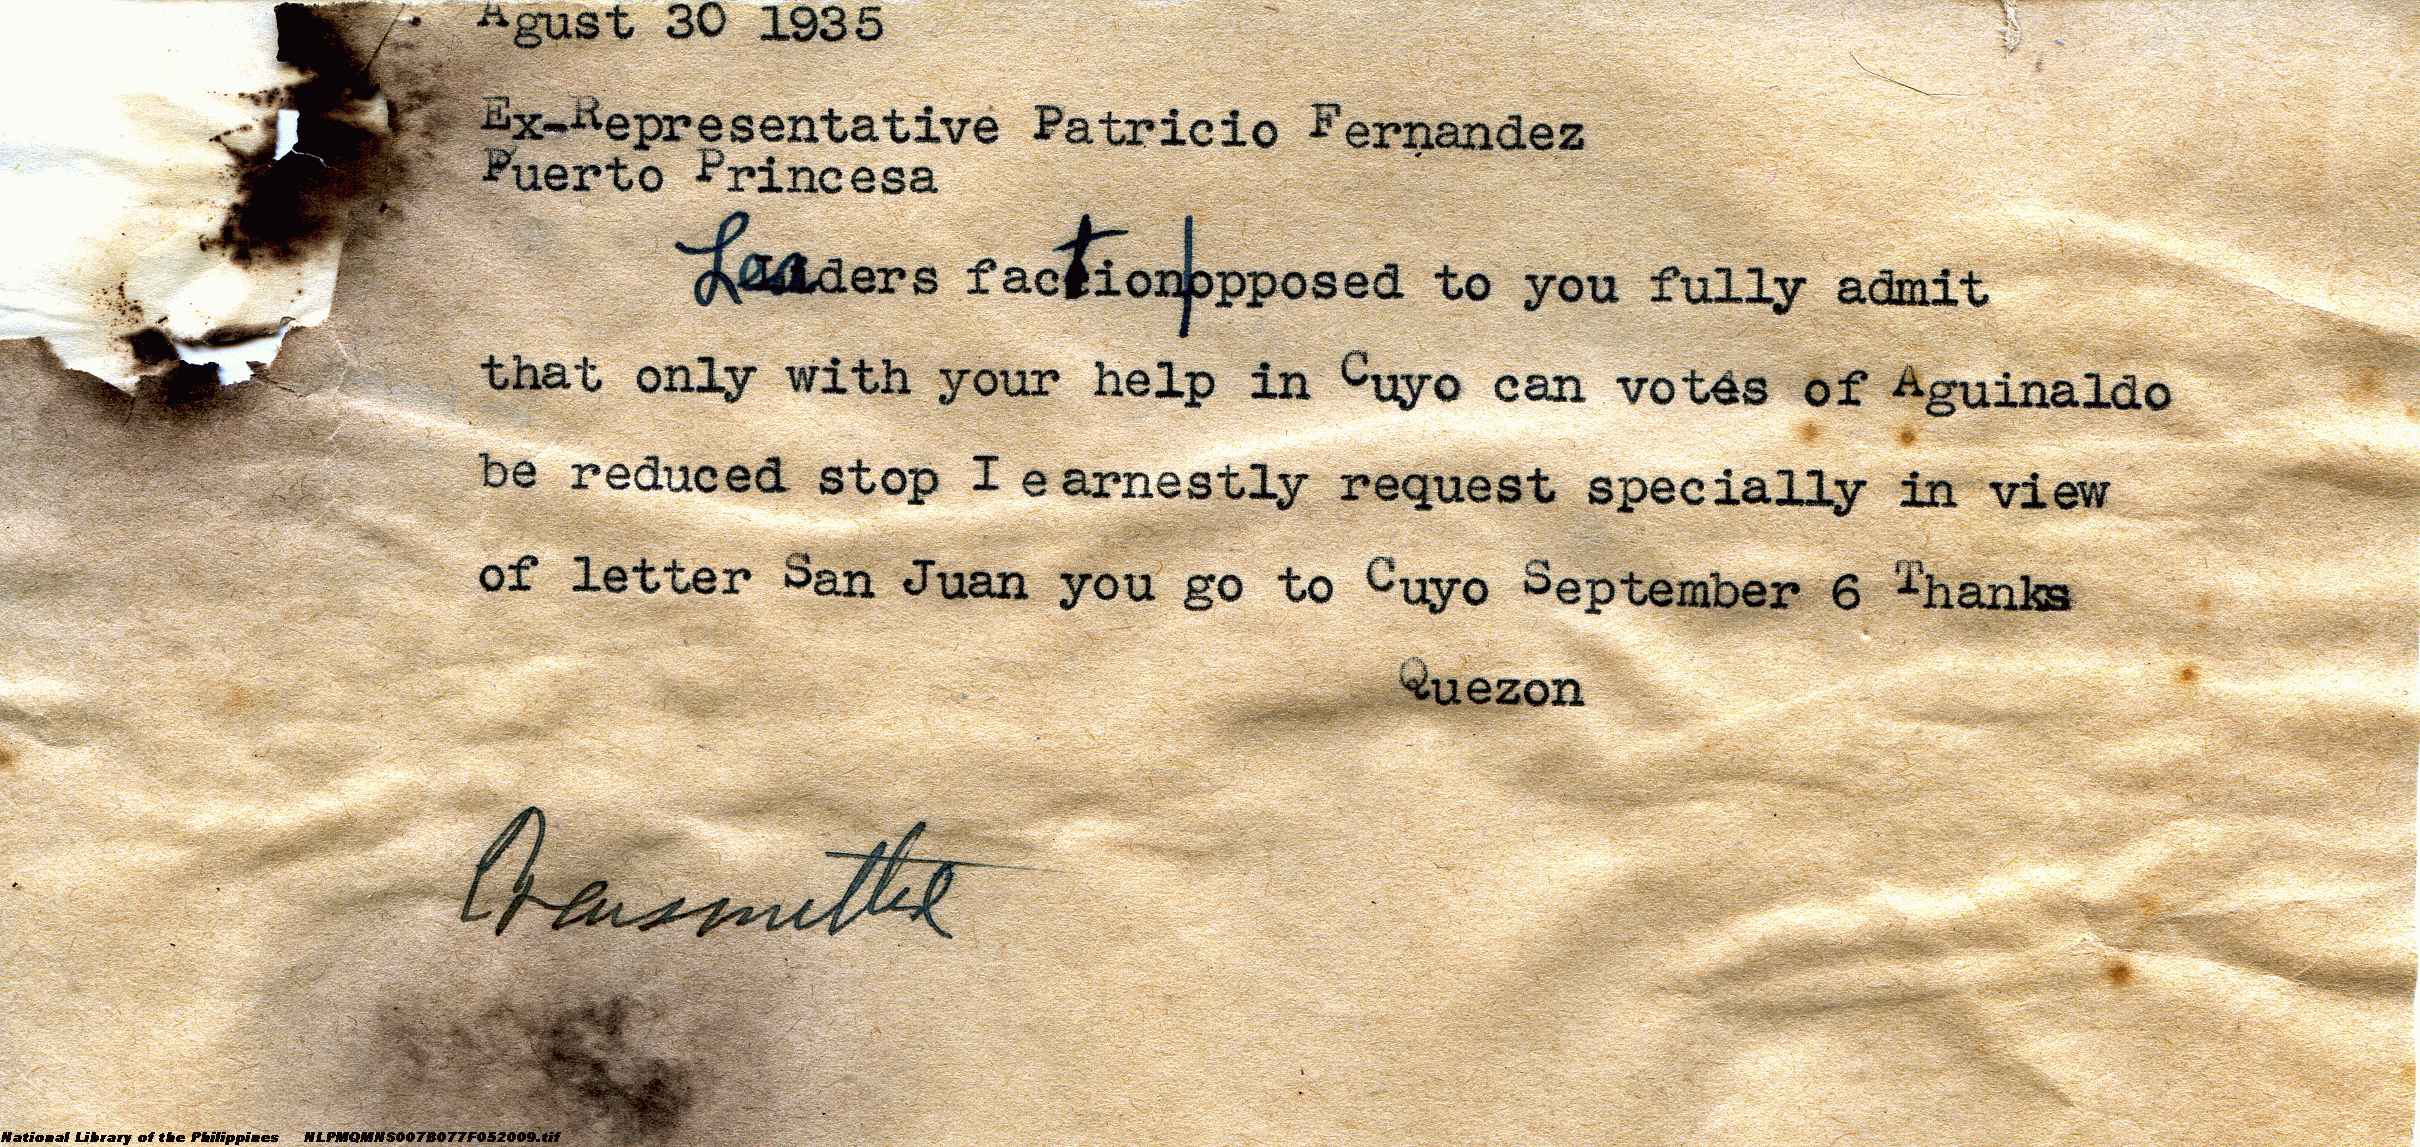 Agust 30 1935
Ex-Representative Patricio Fernandez
Puerto Princesa
Leaders faction opposed to you fully admit
that only with your help in Cuyo can votes of Aguinaldo
be reduced stop I earnestly request specially in view
of letter San Juan you go to Cuyo September 6 Thanks
Quezon
Transmitted
National Library of the Philippines NLPMQMNS007B077F052009.tif